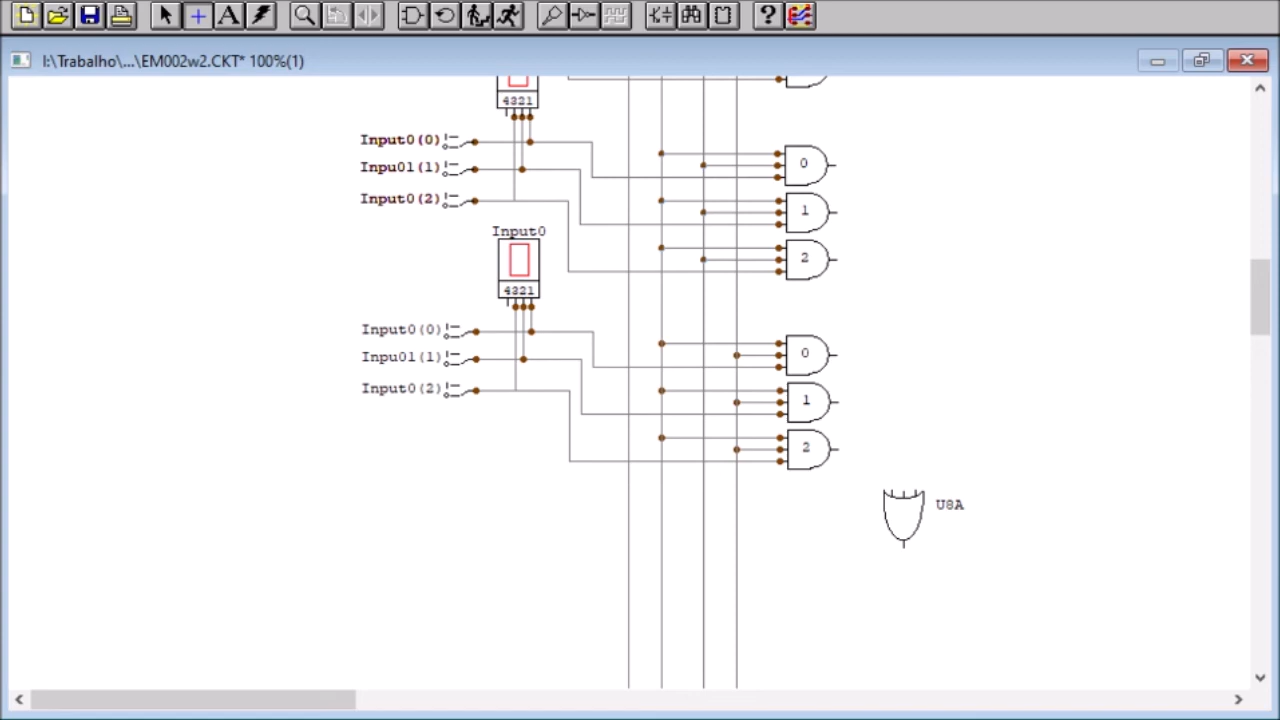 I:\Trabalho\...\EM002w2.CKT* 100%(1)
4321
Input0(0)
Inpu01(1)
Input0(2)
0
1
2
Input0
4321
Input0(0)
Inpu01(1)
Input0(2)
0
1
2
U8A